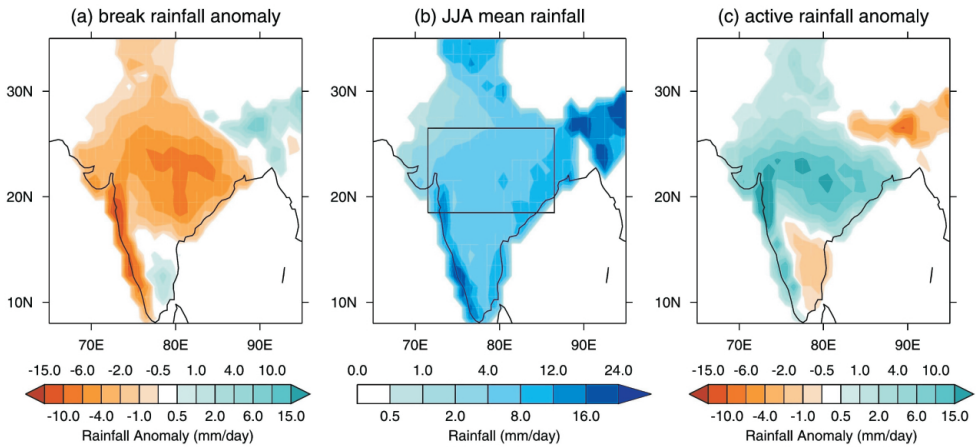 (a) break rainfall anomaly
30N
20N
10N
70E 80E 90E
-15.0 -6.0 -2.0 -0.5 1.0 4.0 10.0
-10.0 -4.0 -1.0 0.5 2.0 6.0 15.0
Rainfall Anomaly (mm/day)
(b) JJA mean rainfall
30N
20N
10N
70E 80E 90E
0.0 1.0 4.0 12.0 24.0
0.5 2.0 8.0 16.0
Rainfall (mm/day)
(c) active rainfall anomaly
30N
20N
10N
70E 80E 90E
-15.0 -6.0 -2.0 -0.5 1.0 4.0 10.0
-10.0 -4.0 -1.0 0.5 2.0 6.0 15.0
Rainfall Anomaly (mm/day)